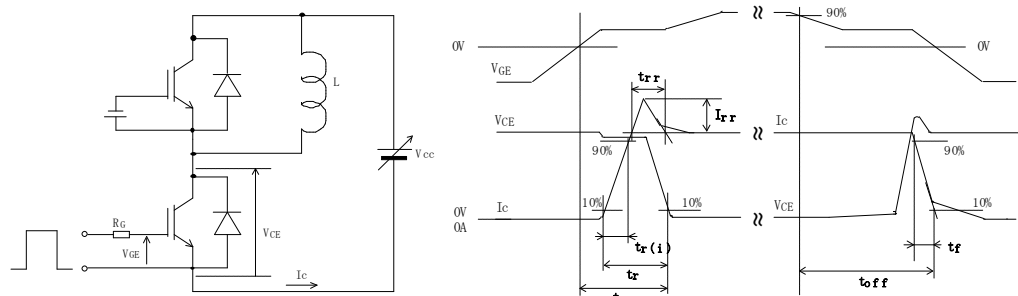 L
Vcc
RG
VGE
VCE
Ic
0V
VGE
90%
0V
trr
Irr
VCE
Ic
90%
90%
10%
10%
10%
0V
0A
Ic
VCE
tr(i)
tr
tf
toff